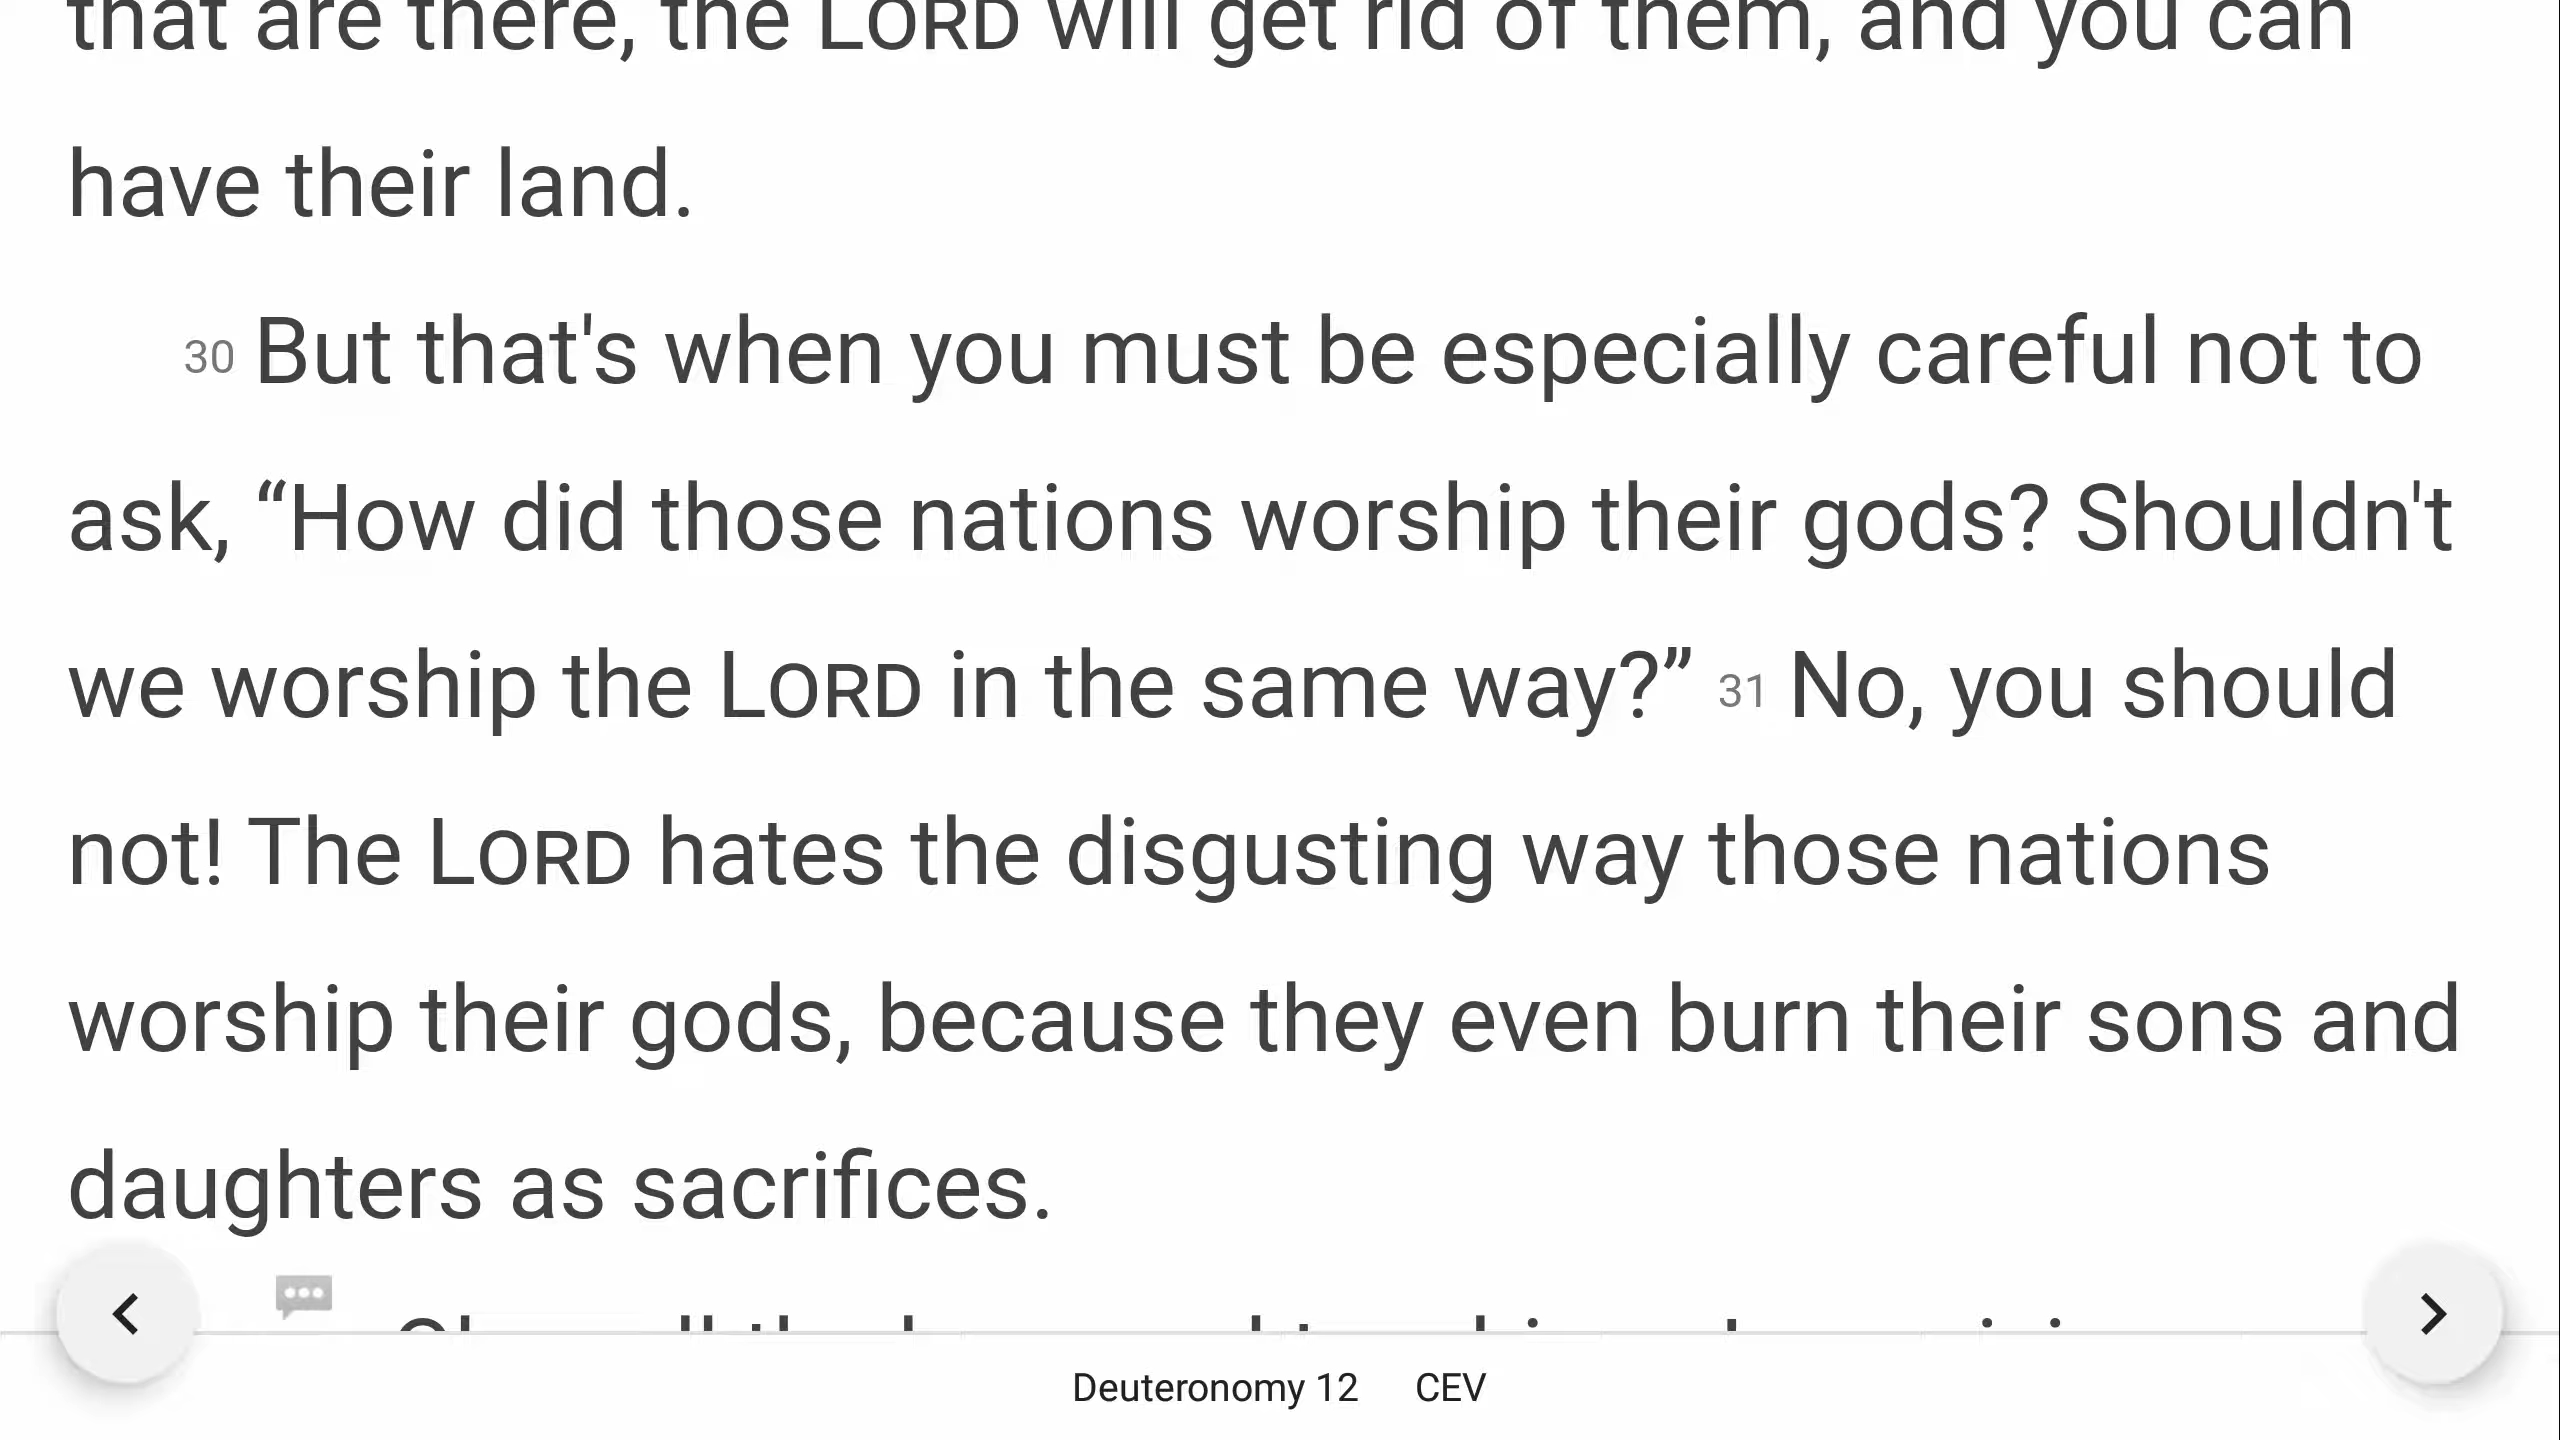 that are there, the LORD will get rid of them, and you can
have their land.
30 But that's when you must be especially careful not to
ask, “How did those nations worship their gods? Shouldn't
we worship the LORD in the same way?” 31 No, you should
not! The LORD hates the disgusting way those nations
worship their gods, because they even burn their sons and
daughters as sacrifices.
Deuteronomy 12 CEV